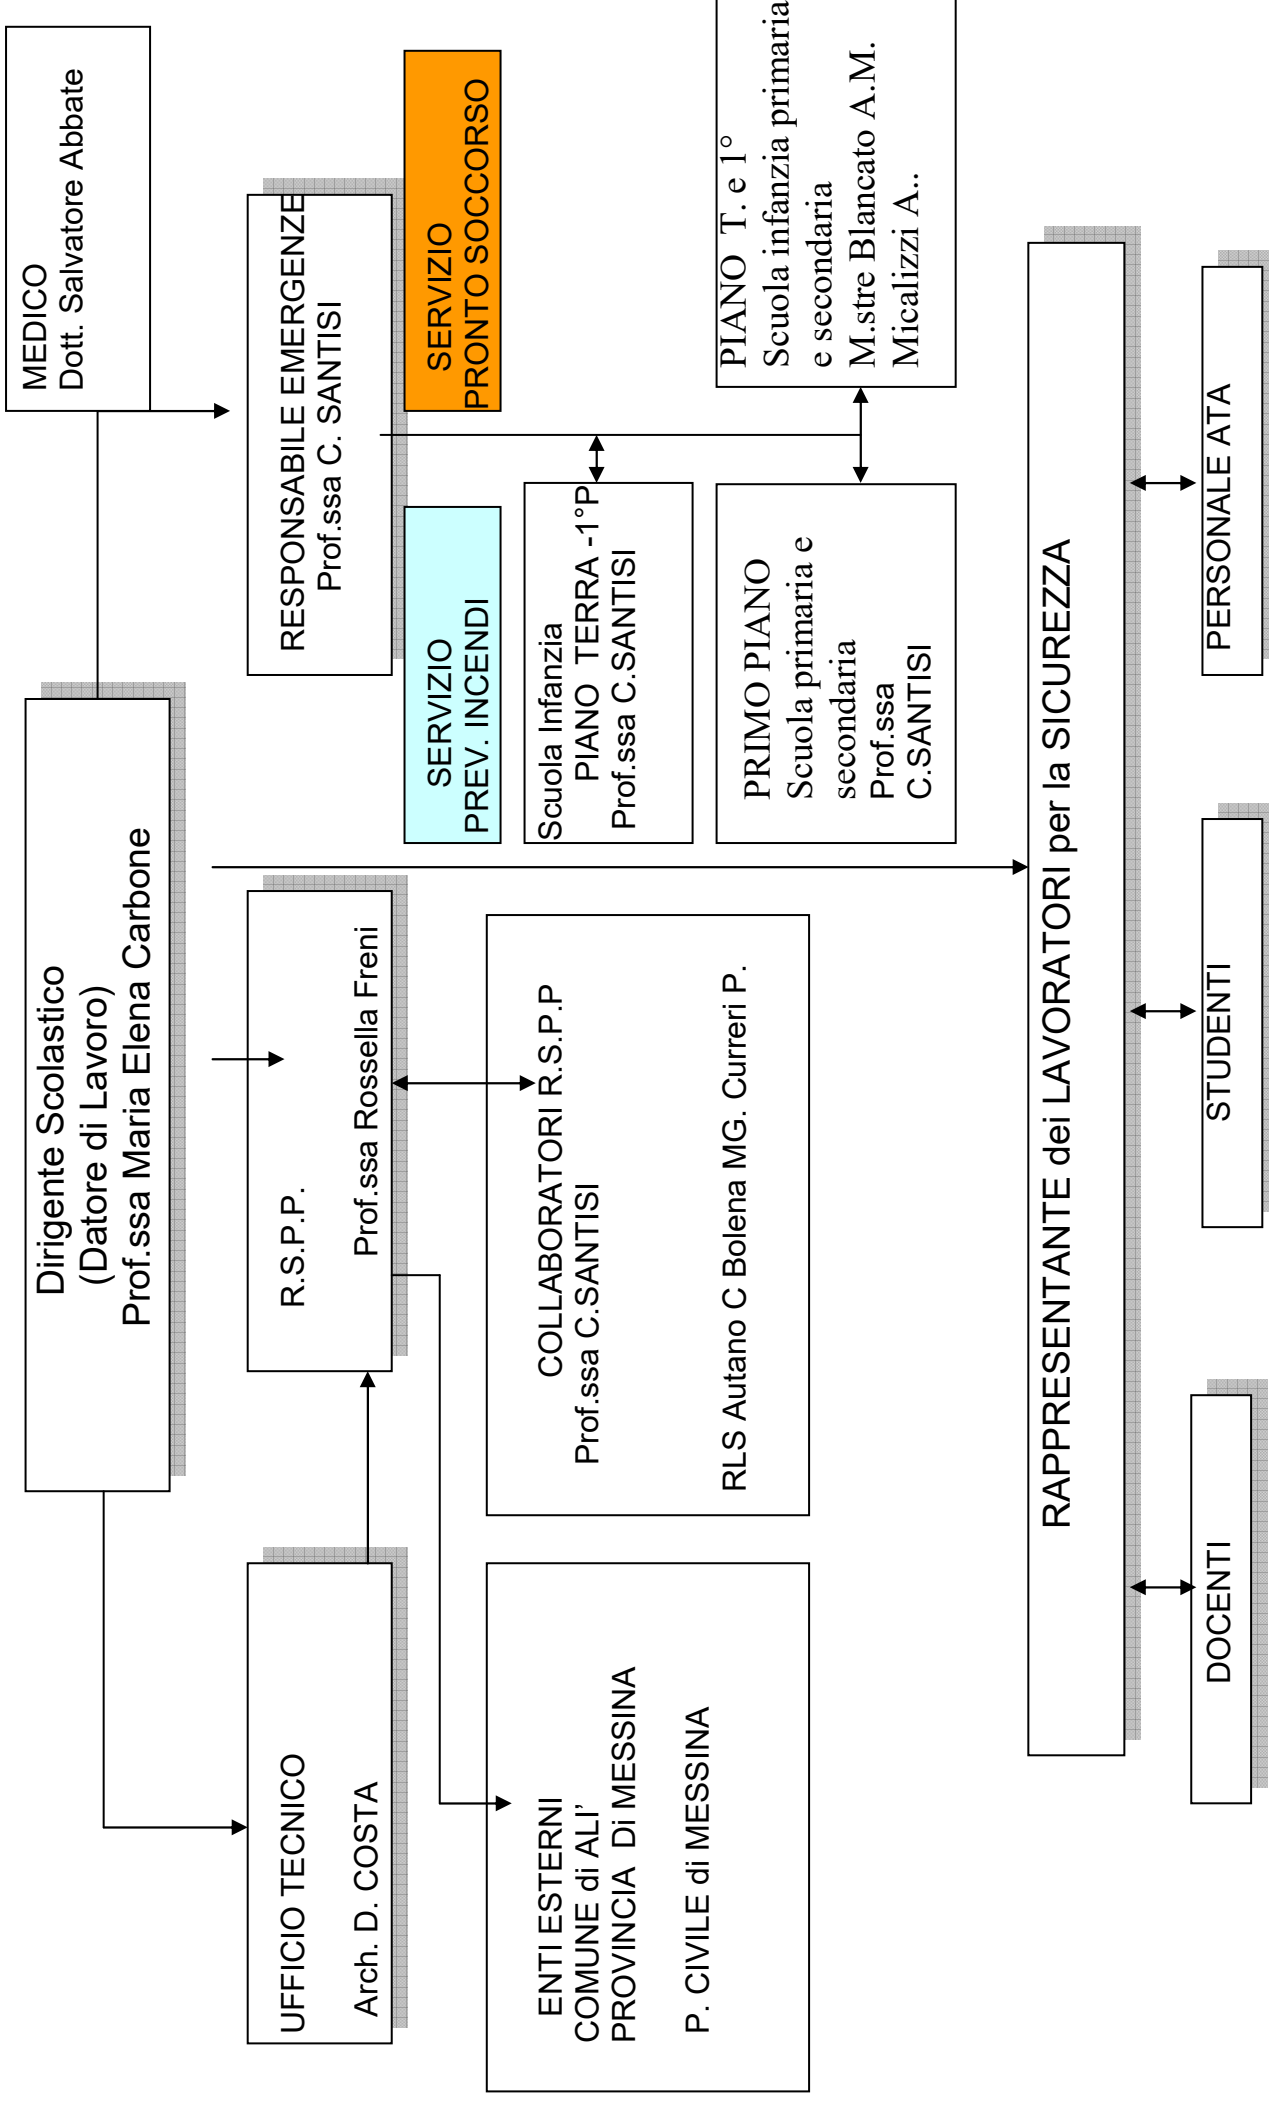 Dirigente Scolastico
(Datore di Lavoro)
Prof.ssa Maria Elena Carbone
MEDICO
Dott. Salvatore Abbate
UFFICIO TECNICO
Arch. D. COSTA
R.S.P.P.
Prof.ssa Rossella Freni
RESPONSABILE EMERGENZE
Prof.ssa C. SANTISI
SERVIZIO
PREV. INCENDI
SERVIZIO
PRONTO SOCCORSO
ENTI ESTERNI
COMUNE di ALI’
PROVINCIA Di MESSINA
P. CIVILE di MESSINA
COLLABORATORI R.S.P.P
Prof.ssa C.SANTISI
RLS Autano C Bolena MG. Curreri P.
Scuola Infanzia
PIANO TERRA -1°P
Prof.ssa C.SANTISI
PRIMO PIANO
Scuola primaria e
secondaria
Prof.ssa
C.SANTISI
PIANO T. e 1°
Scuola infanzia primaria
e secondaria
M.stre Blancato A.M.
Micalizzi A..
RAPPRESENTANTE dei LAVORATORI per la SICUREZZA
DOCENTI
STUDENTI
PERSONALE ATA